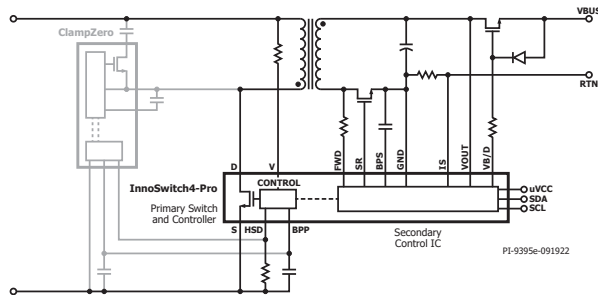 VBUS
ClampZero
RTN
FWD
SR
BPS
GND
IS
VOUT
VB/D
D
V
InnoSwitch4-Pro
CONTROL
Primary Switch
and Controller
uVCC
SDA
SCL
S
HSD
BPP
Secondary
Control IC
PI-9395e-091922